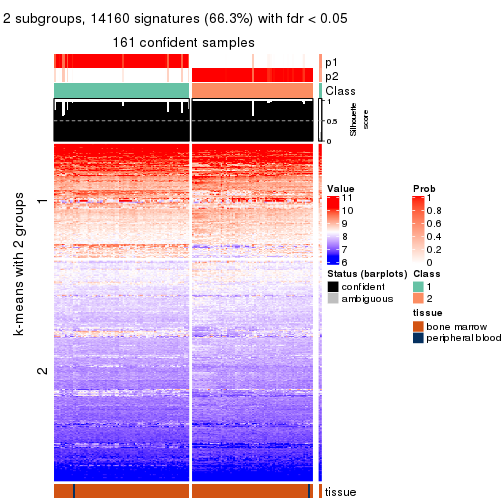 2 subgroups, 14160 signatures (66.3%) with fdr < 0.05
161 confident samples
p1
p2
Class
1
0.5
0
Silhouette
score
k-means with 2 groups
1
2
Value
11
10
9
8
7
6
Prob
1
0.8
0.6
0.4
0.2
0
Status (barplots)
confident
ambiguous
Class
1
2
tissue
bone marrow
peripheral blood
tissue